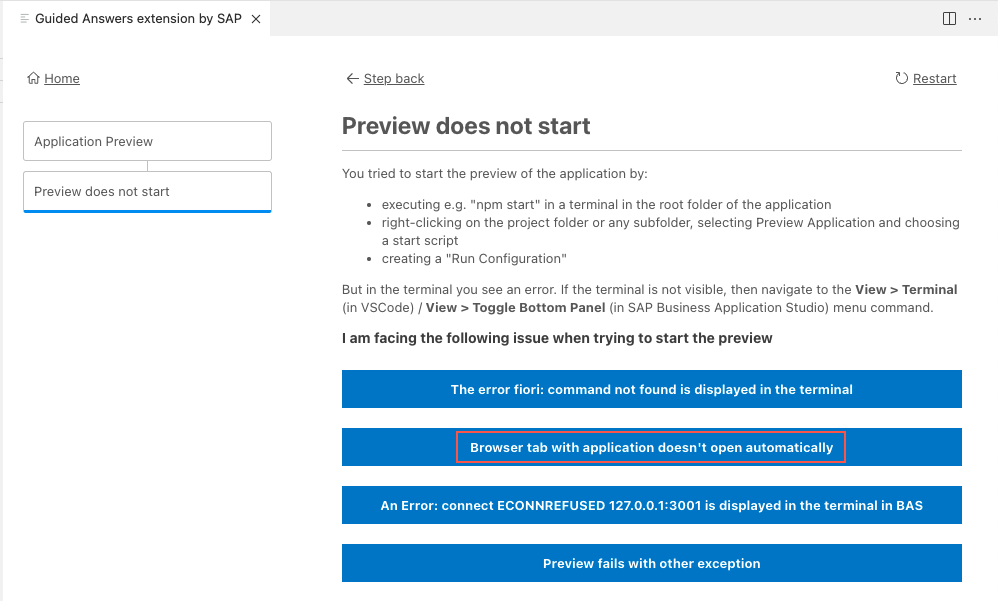 Guided Answers extension by SAP
Home
Step back
Restart
Application Preview
Preview does not start
Preview does not start
You tried to start the preview of the application by:
• executing e.g. "npm start" in a terminal in the root folder of the application
• right-clicking on the project folder or any subfolder, selecting Preview Application and choosing
a start script
• creating a "Run Configuration"
But in the terminal you see an error. If the terminal is not visible, then navigate to the View > Terminal
(in VSCode) / View > Toggle Bottom Panel (in SAP Business Application Studio) menu command.
I am facing the following issue when trying to start the preview
The error fiori: command not found is displayed in the terminal
Browser tab with application doesn't open automatically
An Error: connect ECONNREFUSED 127.0.0.1:3001 is displayed in the terminal in BAS
Preview fails with other exception